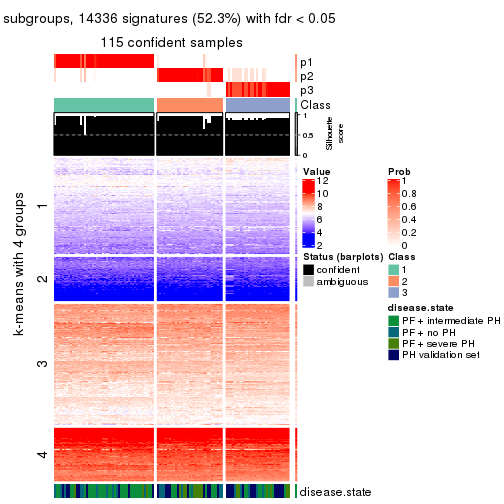 subgroups, 14336 signatures (52.3%) with fdr < 0.05
115 confident samples
p1
p2
p3
Class
1
0.5
0
Silhouette
score
k-means with 4 groups
1
2
3
4
Value
12
10
8
6
4
2
Prob
1
0.8
0.6
0.4
0.2
0
Status (barplots)
confident
ambiguous
Class
1
2
3
disease.state
PF + intermediate PH
PF + no PH
PF + severe PH
PH validation set
disease.state